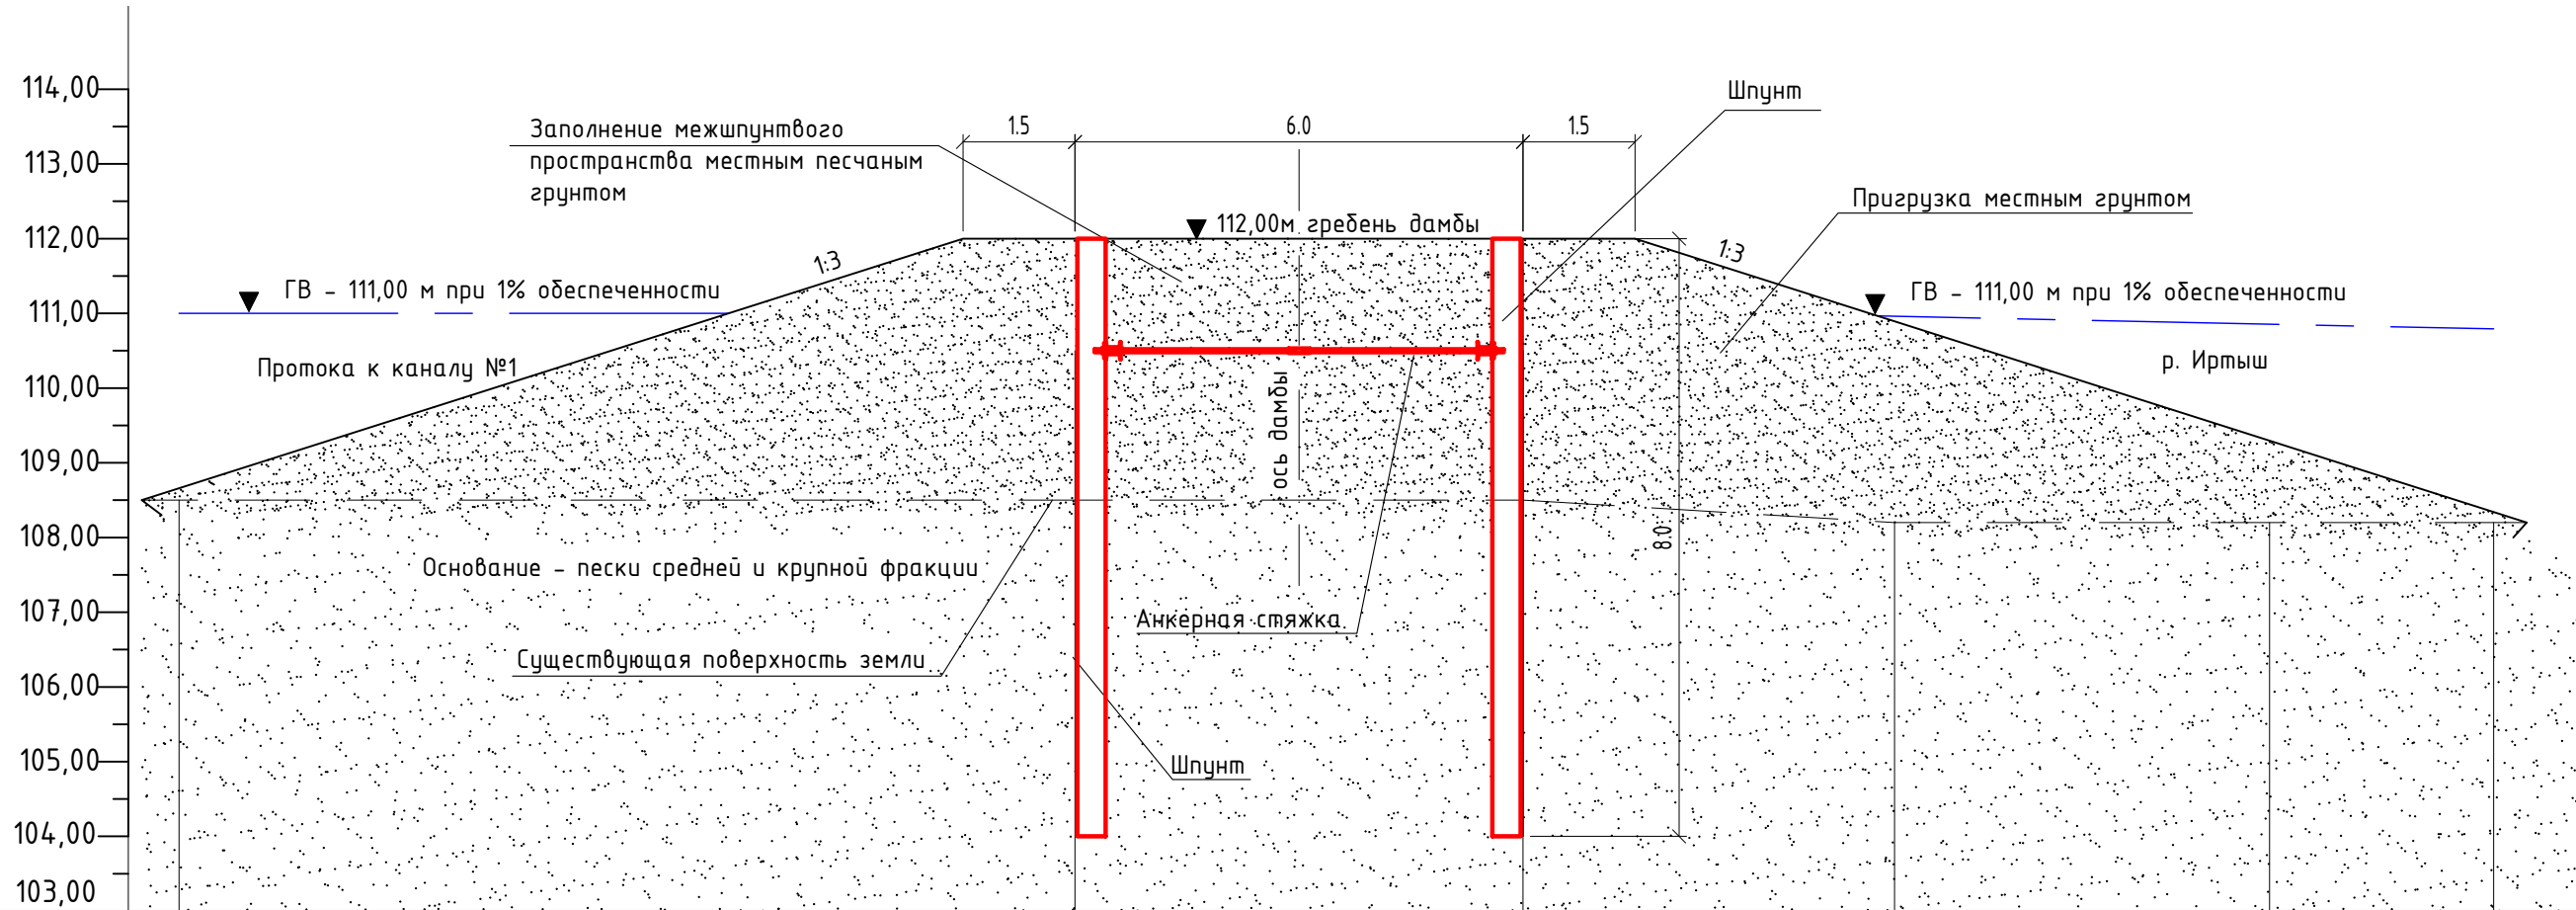 114,00
113,00
112,00
111,00
110,00
109,00
108,00
107,00
106,00
105,00
104,00
103,00
Заполнение межшпунтвого
пространства местным песчаным
грунтом
1.5
6.0
1.5
Шпунт
Пригрузка местным грунтом
112,00м гребень дамбы
1:3
1:3
ГВ - 111,00 м при 1% обеспеченности
ГВ - 111,00 м при 1% обеспеченности
Протока к каналу №1
р. Иртыш
ось дамбы
8.0
Основание - пески средней и крупной фракции
Анкерная стяжка
Существующая поверхность земли
Шпунт